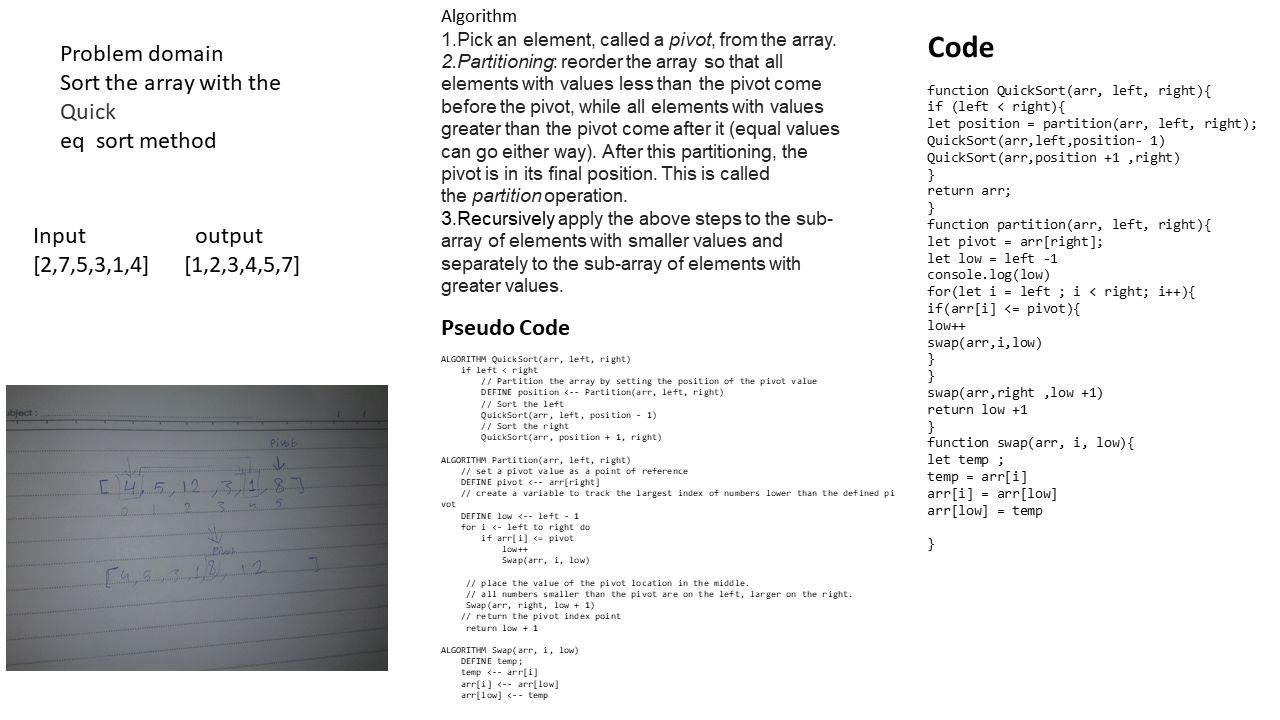 Problem domain
Sort the array with the
Quick
eq  sort method
Input output
[2,7,5,3,1,4] [1,2,3,4,5,7]
ubject :
Pivot
[ 4, 5, 12 ,3, 1, 8 ]
0 1 2 3 4 5
Pivot
[4, 5, 3, 1, 8, 12 ]
Algorithm
1.Pick an element, called a pivot, from the array.
2.Partitioning: reorder the array so that all
elements with values less than the pivot come
before the pivot, while all elements with values
greater than the pivot come after it (equal values
can go either way). After this partitioning, the
pivot is in its final position. This is called
the partition operation.
3.Recursively apply the above steps to the sub-
array of elements with smaller values and
separately to the sub-array of elements with
greater values.
Pseudo Code
ALGORITHM QuickSort(arr, left, right)
if left < right
// Partition the array by setting the position of the pivot value
DEFINE position <-- Partition(arr, left, right)
// Sort the left
QuickSort(arr, left, position - 1)
// Sort the right
QuickSort(arr, position + 1, right)
ALGORITHM Partition(arr, left, right)
// set a pivot value as a point of reference
DEFINE pivot <-- arr[right]
// create a variable to track the largest index of numbers lower than the defined pi
vot
DEFINE low <-- left - 1
for i <- left to right do
if arr[i] <= pivot
low++
Swap(arr, i, low)
// place the value of the pivot location in the middle.
// all numbers smaller than the pivot are on the left, larger on the right.
Swap(arr, right, low + 1)
// return the pivot index point
return low + 1
ALGORITHM Swap(arr, i, low)
DEFINE temp;
temp <-- arr[i]
arr[i] <-- arr[low]
arr[low] <-- temp
Code
function QuickSort(arr, left, right){
if (left < right){
let position = partition(arr, left, right);
QuickSort(arr,left,position- 1)
QuickSort(arr,position +1 ,right)
}
return arr;
}
function partition(arr, left, right){
let pivot = arr[right];
let low = left -1
console.log(low)
for(let i = left ; i < right; i++){
if(arr[i] <= pivot){
low++
swap(arr,i,low)
}
}
swap(arr,right ,low +1)
return low +1
}
function swap(arr, i, low){
let temp ;
temp = arr[i]
arr[i] = arr[low]
arr[low] = temp
}